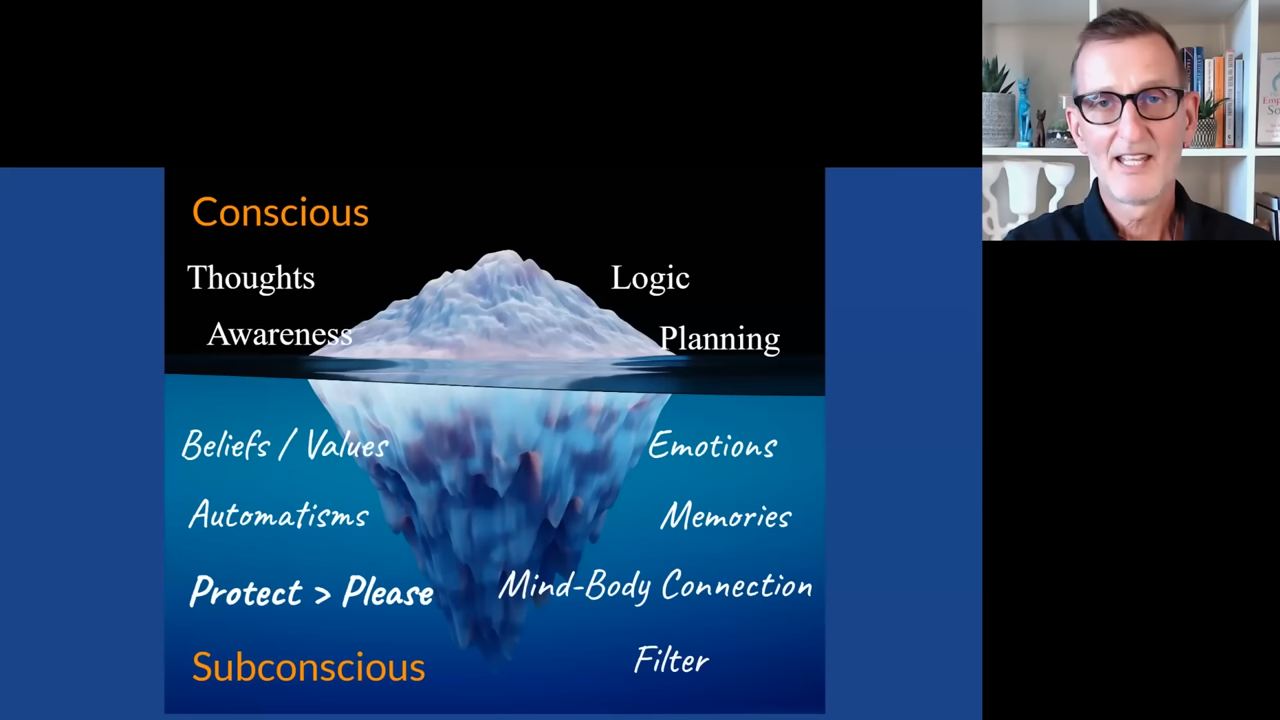 Conscious
Thoughts
Logic
Awareness
Planning
Beliefs / Values
Emotions
Automatisms
Memories
Protect > Please
Mind-Body Connection
Subconscious
Filter